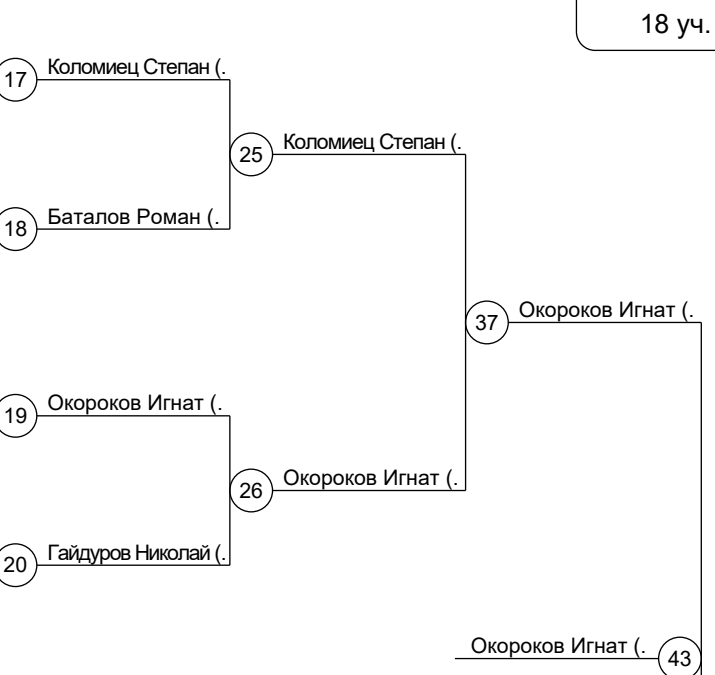 18 уч.
17 Коломиец Степан (.
25 Коломиец Степан (.
18 Баталов Роман (.
37 Окороков Игнат (.
19 Окороков Игнат (.
26 Окороков Игнат (.
20 Гайдуров Николай (.
Окороков Игнат (. 43